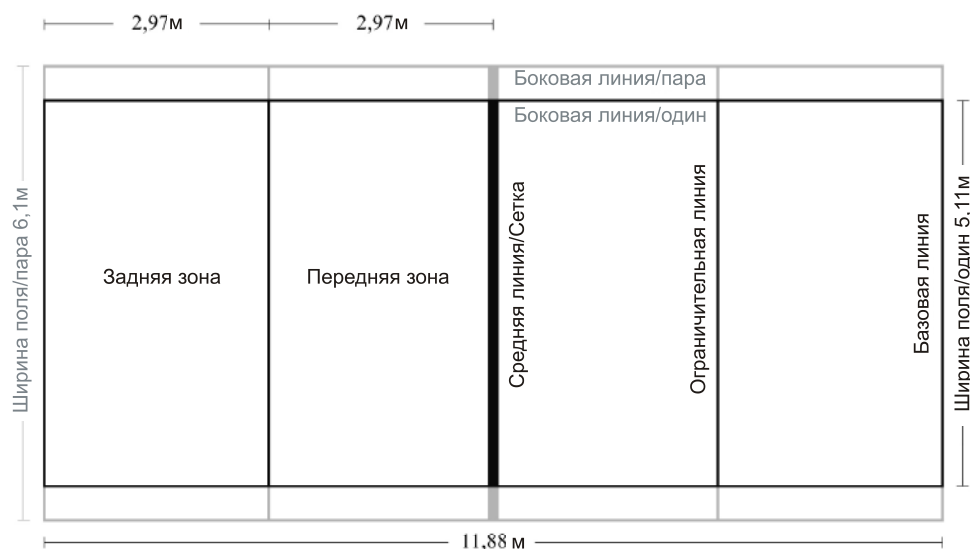 2,97м
2,97м
Боковая линия/пара
Боковая линия/один
Ширина поля/пара 6,1м
Задняя зона
Передняя зона
Средняя линия/Сетка
Ограничительная линия
Базовая линия
Ширина поля/один 5.11м
11,88 м